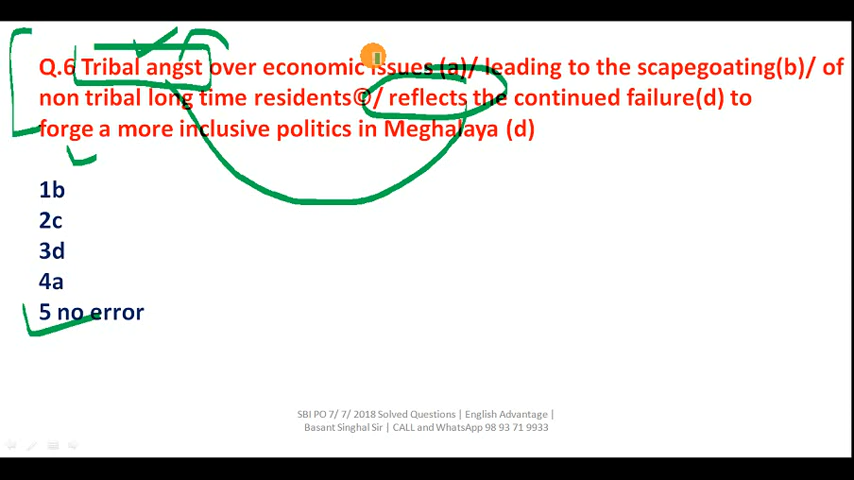 Q.6 Tribal angst over economic issues (a)/ leading to the scapegoating(b)/ of
non tribal long time residents©/ reflects the continued failure(d) to
forge a more inclusive politics in Meghalaya (d)
1b
2c
3d
4a
5 no error
SBI PO 7/ 7/ 2018 Solved Questions | English Advantage |
Basant Singhal Sir | CALL and WhatsApp 98 93 71 9933